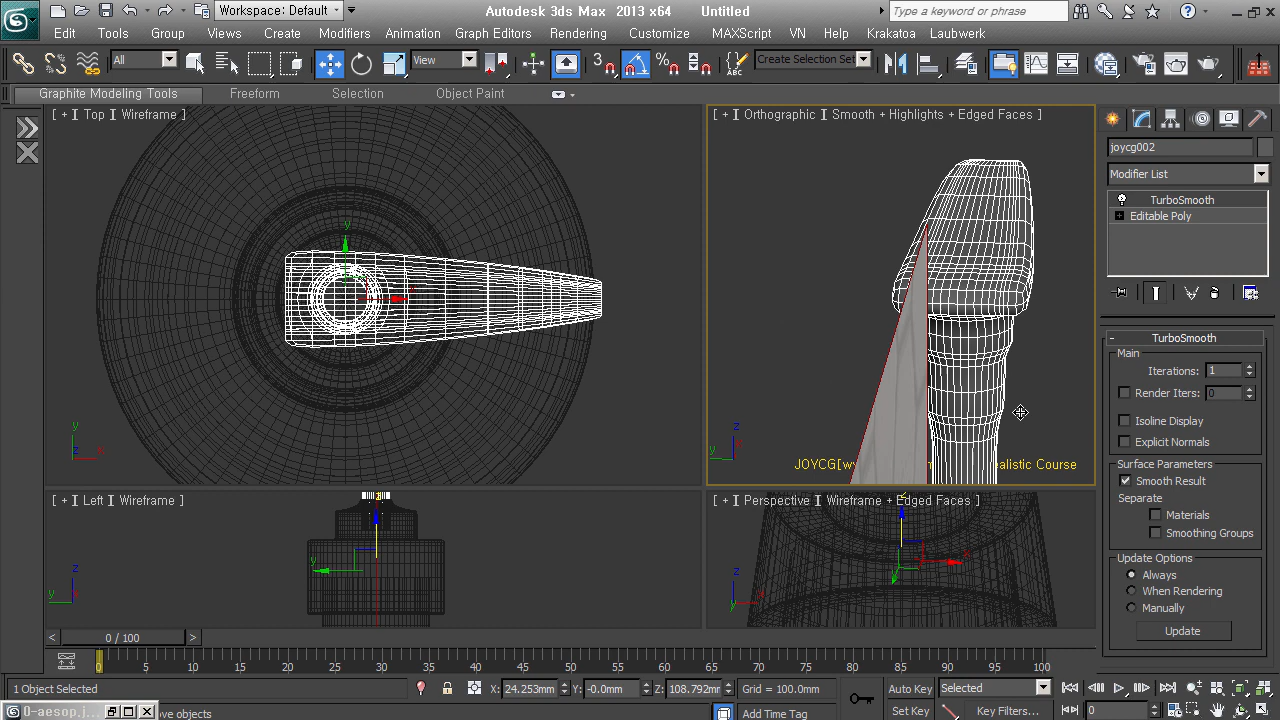 Workspace: Default
Autodesk 3ds Max 2013 x64
Untitled
Type a keyword or phrase
Edit
Tools
Group
Views
Create
Modifiers
Animation
Graph Editors
Rendering
Customize
MAXScript
VN
Help
Krakatoa
Laubwerk
All
View
3
Create Selection Set
Graphite Modeling Tools
Freeform
Selection
Object Paint
[ + ] Top ] Wireframe ]
[ + ] Orthographic ] Smooth + Highlights + Edged Faces ]
joycg002
Modifier List
TurboSmooth
Editable Poly
y
y
z
x
z
y
JOYCG[w
alistic Course
TurboSmooth
Main
Iterations: 1
Render Iters: 0
Isoline Display
Explicit Normals
Surface Parameters
Smooth Result
Separate
Materials
Smoothing Groups
Update Options
Always
When Rendering
Manually
Update
[ + ] Left ] Wireframe ]
[ + ] Perspective ] Wireframe + Edged Faces ]
y
z
y
x
z
y
x
< 0 / 100 >
0 5 10 15 20 25 30 35 40 45 50 55 60 65 70 75 80 85 90 95 100
1 Object Selected
X: 24.253mm
Y: -0.0mm
Z: 108.792mm
Grid = 100.0mm
Auto Key
Selected
0-aesop.j...
ove objects
Add Time Tag
Set Key
Key Filters...
0